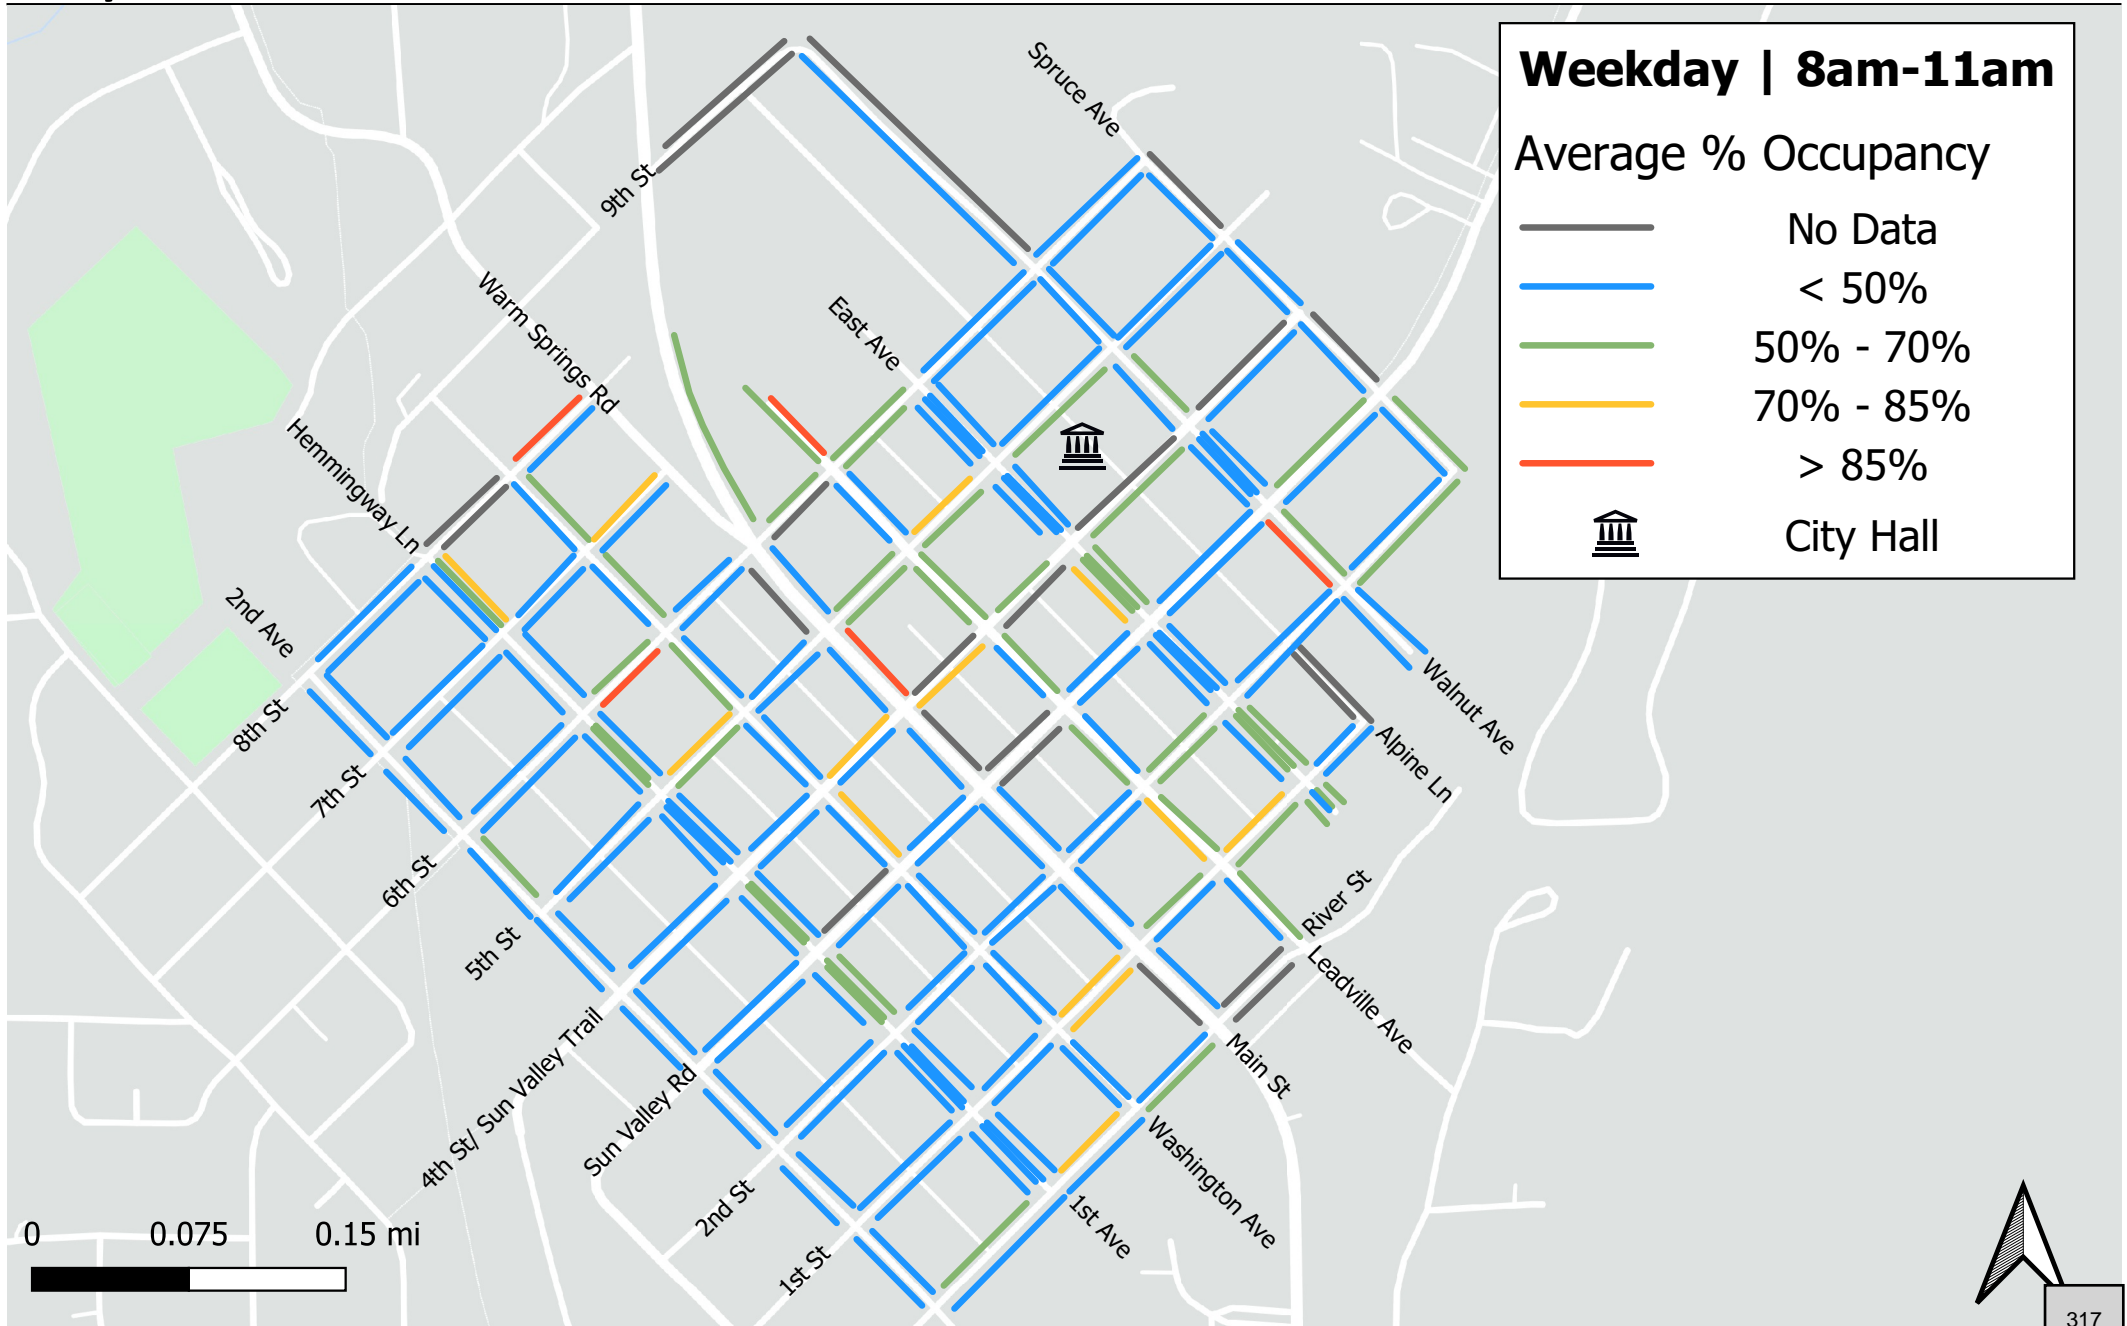 Weekday | 8am-11am
Average % Occupancy
No Data
< 50%
50% - 70%
70% - 85%
> 85%
City Hall
Spruce Ave
9th St
East Ave
Warm Springs Rd
Hemmingway Ln
2nd Ave
8th St
7th St
6th St
5th St
4th St/ Sun Valley Trail
Sun Valley Rd
2nd St
1st St
Walnut Ave
Alpine Ln
River St
Leadville Ave
Main St
Washington Ave
1st Ave
0 0.075 0.15 mi
317